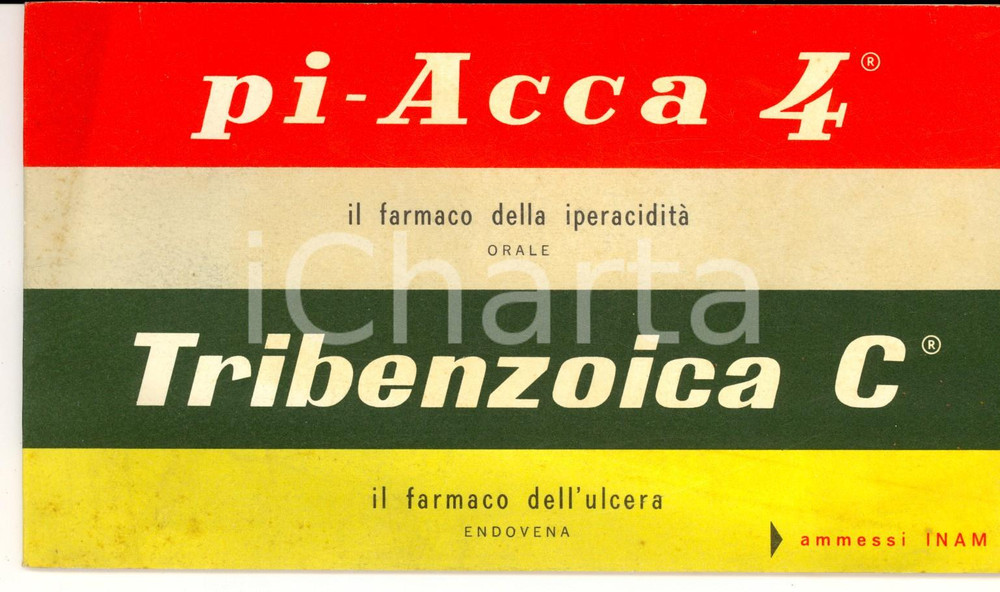 pi-Acca 4®
il farmaco della iperacidità
ORALE
iCharta
Tribenzoica C®
il farmaco dell'ulcera
ENDOVENA
ammessi INAM